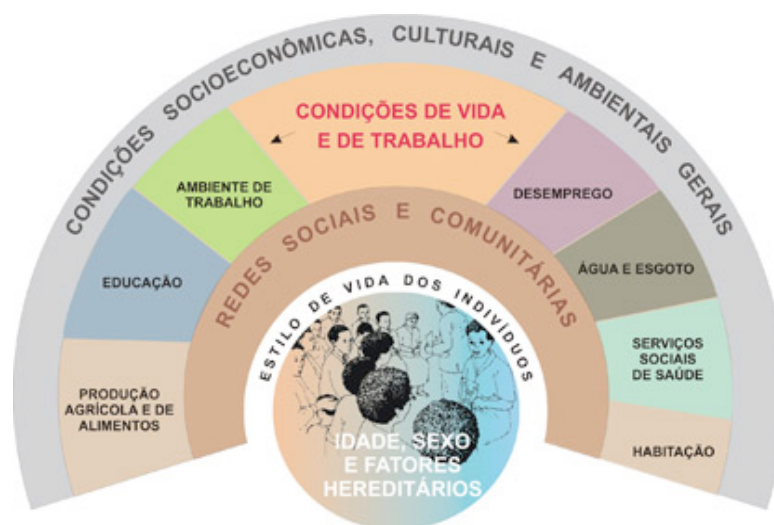 CONDIÇÕES SOCIOECONÔMICAS, CULTURAIS E AMBIENTAIS GERAIS
CONDIÇÕES DE VIDA
E DE TRABALHO
AMBIENTE DE
TRABALHO
DESEMPREGO
REDES SOCIAIS E COMUNITÁRIAS
EDUCAÇÃO
ÁGUA E ESGOTO
ESTILO DE VIDA DOS INDIVÍDUOS
PRODUÇÃO
AGRÍCOLA E DE
ALIMENTOS
SERVIÇOS
SOCIAIS
DE SAÚDE
HABITAÇÃO
IDADE, SEXO
E FATORES
HEREDITÁRIOS